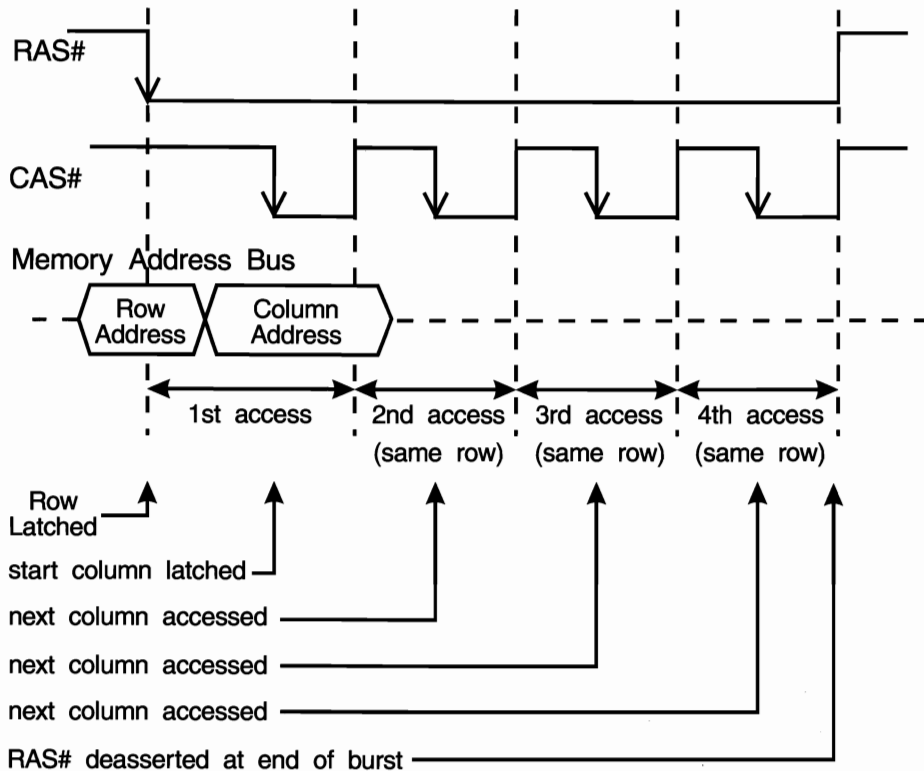 RAS#
CAS#
Memory Address Bus
Row
Address
Column
Address
1st access
2nd access
(same row)
3rd access
(same row)
4th access
(same row)
Row
Latched
start column latched
next column accessed
next column accessed
next column accessed
RAS# deasserted at end of burst